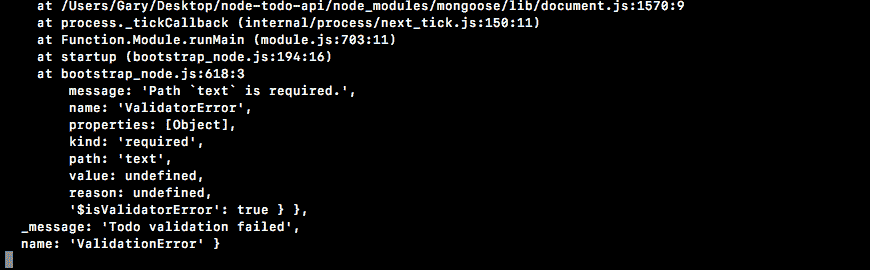 at /Users/Gary/Desktop/node-todo-api/node_modules/mongoose/lib/document.js:1570:9
at process._tickCallback (internal/process/next_tick.js:150:11)
at Function.Module.runMain (module.js:703:11)
at startup (bootstrap_node.js:194:16)
at bootstrap_node.js:618:3
message: 'Path `text` is required.',
name: 'ValidatorError',
properties: [Object],
kind: 'required',
path: 'text',
value: undefined,
reason: undefined,
'$isValidatorError': true } },
_message: 'Todo validation failed',
name: 'ValidationError' }